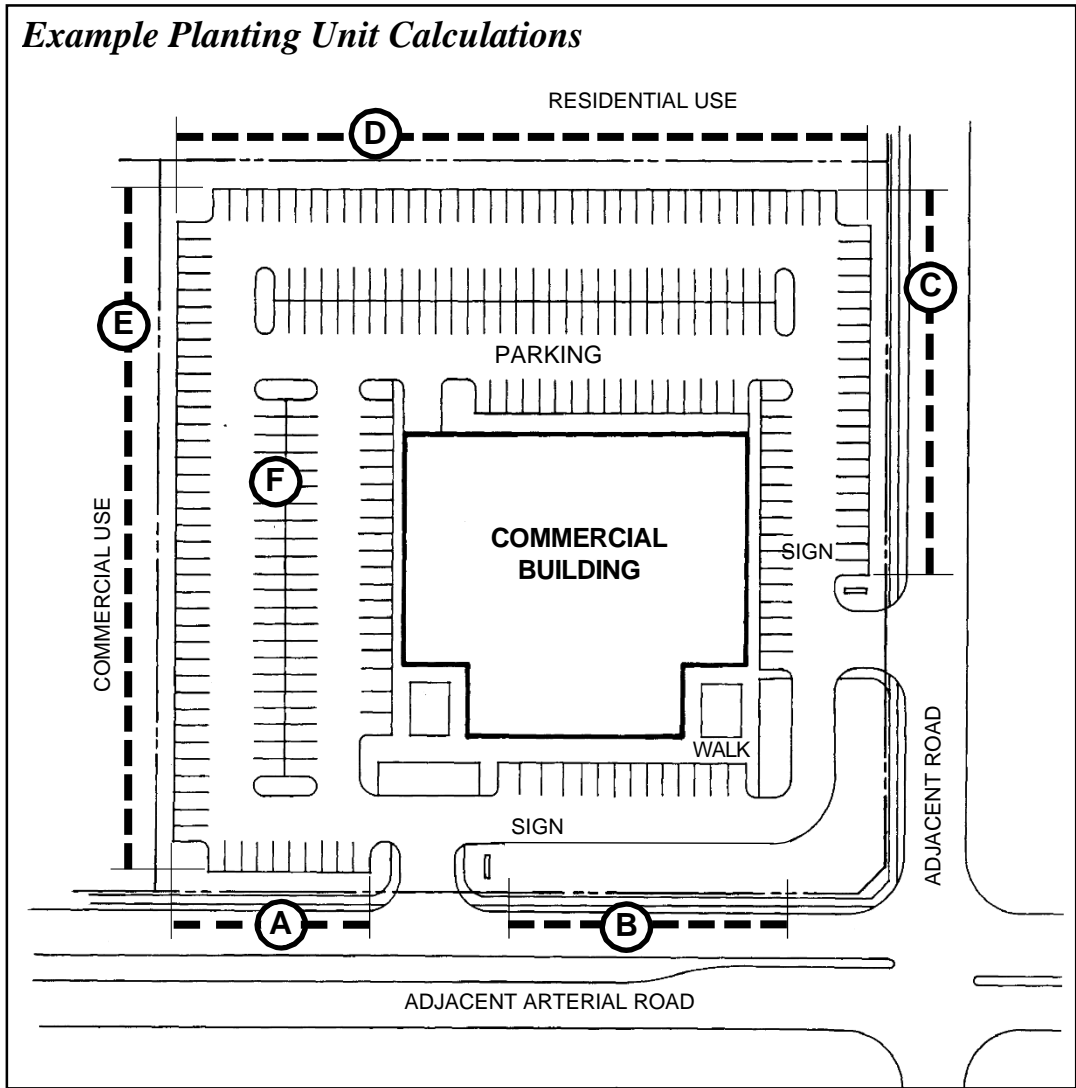 Example Planting Unit Calculations
RESIDENTIAL USE
D
C
E
PARKING
F
COMMERCIAL
BUILDING
SIGN
COMMERCIAL USE
WALK
ADJACENT ROAD
SIGN
A
B
ADJACENT ARTERIAL ROAD